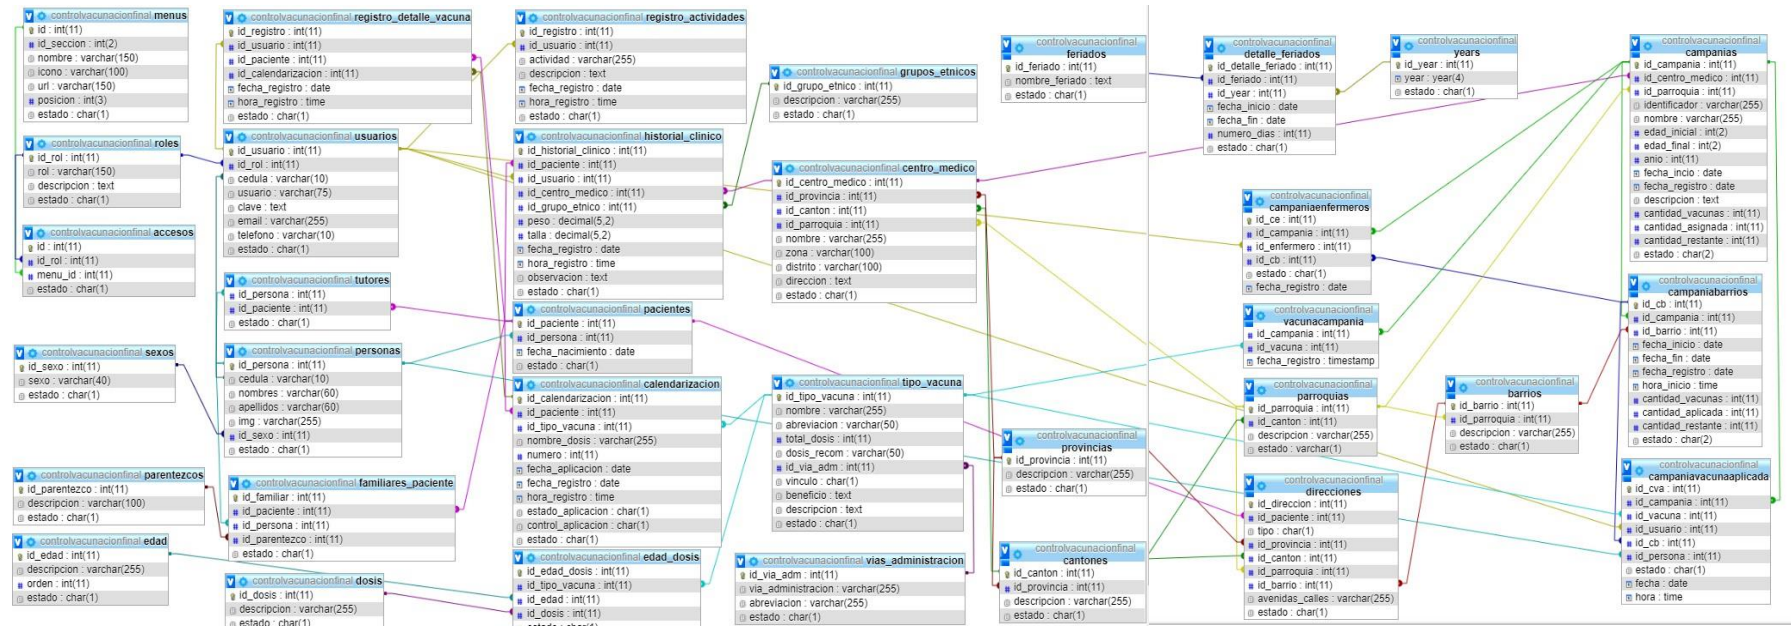 controlvacunacionfinal menus
id : int(11)
id_seccion : int(2)
nombre : varchar(150)
icono : varchar(100)
url : varchar(150)
posicion : int(3)
estado : char(1)
controlvacunacionfinal roles
id_rol : int(11)
rol : varchar(150)
descripcion : text
estado : char(1)
controlvacunacionfinal accesos
id : int(11)
id_rol : int(11)
menu_id : int(11)
estado : char(1)
controlvacunacionfinal sexos
id_sexo : int(11)
sexo : varchar(40)
estado : char(1)
controlvacunacionfinal parentezcos
id_parentezco : int(11)
descripcion : varchar(100)
estado : char(1)
controlvacunacionfinal edad
id_edad : int(11)
descripcion : varchar(255)
orden : int(11)
estado : char(1)
controlvacunacionfinal registro_detalle_vacuna
id_registro : int(11)
id_usuario : int(11)
id_paciente : int(11)
id_calendarizacion : int(11)
fecha_registro : date
hora_registro : time
estado : char(1)
controlvacunacionfinal usuarios
id_usuario : int(11)
id_rol : int(11)
cedula : varchar(10)
usuario : varchar(75)
clave : text
email : varchar(255)
telefono : varchar(10)
estado : char(1)
controlvacunacionfinal tutores
id_persona : int(11)
id_paciente : int(11)
estado : char(1)
controlvacunacionfinal personas
id_persona : int(11)
cedula : varchar(10)
nombres : varchar(60)
apellidos : varchar(60)
img : varchar(255)
id_sexo : int(11)
estado : char(1)
controlvacunacionfinal familiares_paciente
id_familiar : int(11)
id_paciente : int(11)
id_persona : int(11)
id_parentezco : int(11)
estado : char(1)
controlvacunacionfinal dosis
id_dosis : int(11)
descripcion : varchar(255)
estado : char(1)
controlvacunacionfinal registro_actividades
id_registro : int(11)
id_usuario : int(11)
actividad : varchar(255)
descripcion : text
fecha_registro : date
hora_registro : time
estado : char(1)
controlvacunacionfinal historial_clinico
id_historial_clinico : int(11)
id_paciente : int(11)
id_usuario : int(11)
id_centro_medico : int(11)
id_grupo_etnico : int(11)
peso : decimal(5,2)
talla : decimal(5,2)
fecha_registro : date
hora_registro : time
observacion : text
estado : char(1)
controlvacunacionfinal pacientes
id_paciente : int(11)
id_persona : int(11)
fecha_nacimiento : date
estado : char(1)
controlvacunacionfinal calendarizacion
id_calendarizacion : int(11)
id_paciente : int(11)
id_tipo_vacuna : int(11)
nombre_dosis : varchar(255)
numero : int(11)
fecha_aplicacion : date
fecha_registro : date
hora_registro : time
estado_aplicacion : char(1)
control_aplicacion : char(1)
estado : char(1)
controlvacunacionfinal edad_dosis
id_edad_dosis : int(11)
id_tipo_vacuna : int(11)
id_edad : int(11)
id_dosis : int(11)
controlvacunacionfinal grupos_etnicos
id_grupo_etnico : int(11)
descripcion : varchar(255)
estado : char(1)
controlvacunacionfinal centro_medico
id_centro_medico : int(11)
id_provincia : int(11)
id_canton : int(11)
id_parroquia : int(11)
nombre : varchar(255)
zona : varchar(100)
distrito : varchar(100)
direccion : text
estado : char(1)
controlvacunacionfinal tipo_vacuna
id_tipo_vacuna : int(11)
nombre : varchar(255)
abreviacion : varchar(50)
total_dosis : int(11)
dosis_recom : varchar(50)
id_via_adm : int(11)
vinculo : char(1)
beneficio : text
descripcion : text
estado : char(1)
controlvacunacionfinal vias_administracion
id_via_adm : int(11)
via_administracion : varchar(255)
abreviacion : varchar(255)
estado : char(1)
controlvacunacionfinal
feriados
id_feriado : int(11)
nombre_feriado : text
estado : char(1)
controlvacunacionfinal
provincias
id_provincia : int(11)
descripcion : varchar(255)
estado : char(1)
controlvacunacionfinal
cantones
id_canton : int(11)
id_provincia : int(11)
descripcion : varchar(255)
estado : char(1)
controlvacunacionfinal
detalle_feriados
id_detalle_feriado : int(11)
id_feriado : int(11)
id_year : int(11)
fecha_inicio : date
fecha_fin : date
numero_dias : int(11)
estado : char(1)
controlvacunacionfinal
years
id_year : int(11)
year : year(4)
estado : char(1)
controlvacunacionfinal
campaniaenfermeros
id_ce : int(11)
id_campania : int(11)
id_enfermero : int(11)
id_cb : int(11)
estado : char(1)
fecha_registro : date
controlvacunacionfinal
vacunacampania
id_campania : int(11)
id_vacuna : int(11)
fecha_registro : timestamp
controlvacunacionfinal
parroquias
id_parroquia : int(11)
id_canton : int(11)
descripcion : varchar(255)
estado : varchar(1)
controlvacunacionfinal
barrios
id_barrio : int(11)
id_parroquia : int(11)
descripcion : varchar(255)
estado : char(1)
controlvacunacionfinal
direcciones
id_direccion : int(11)
id_paciente : int(11)
tipo : char(1)
id_provincia : int(11)
id_canton : int(11)
id_parroquia : int(11)
id_barrio : int(11)
avenidas_calles : varchar(255)
estado : char(1)
controlvacunacionfinal
campanias
id_campania : int(11)
id_centro_medico : int(11)
id_parroquia : int(11)
identificador : varchar(255)
nombre : varchar(255)
edad_inicial : int(2)
edad_final : int(2)
anio : int(11)
fecha_incio : date
fecha_registro : date
descripcion : text
cantidad_vacunas : int(11)
cantidad_asignada : int(11)
cantidad_restante : int(11)
estado : char(2)
controlvacunacionfinal
campaniabarrios
id_cb : int(11)
id_campania : int(11)
id_barrio : int(11)
fecha_inicio : date
fecha_fin : date
fecha_registro : date
hora_inicio : time
cantidad_vacunas : int(11)
cantidad_aplicada : int(11)
cantidad_restante : int(11)
estado : char(2)
controlvacunacionfinal
campaniavacunaaplicada
id_cva : int(11)
id_campania : int(11)
id_vacuna : int(11)
id_usuario : int(11)
id_cb : int(11)
id_persona : int(11)
estado : char(1)
fecha : date
hora : time